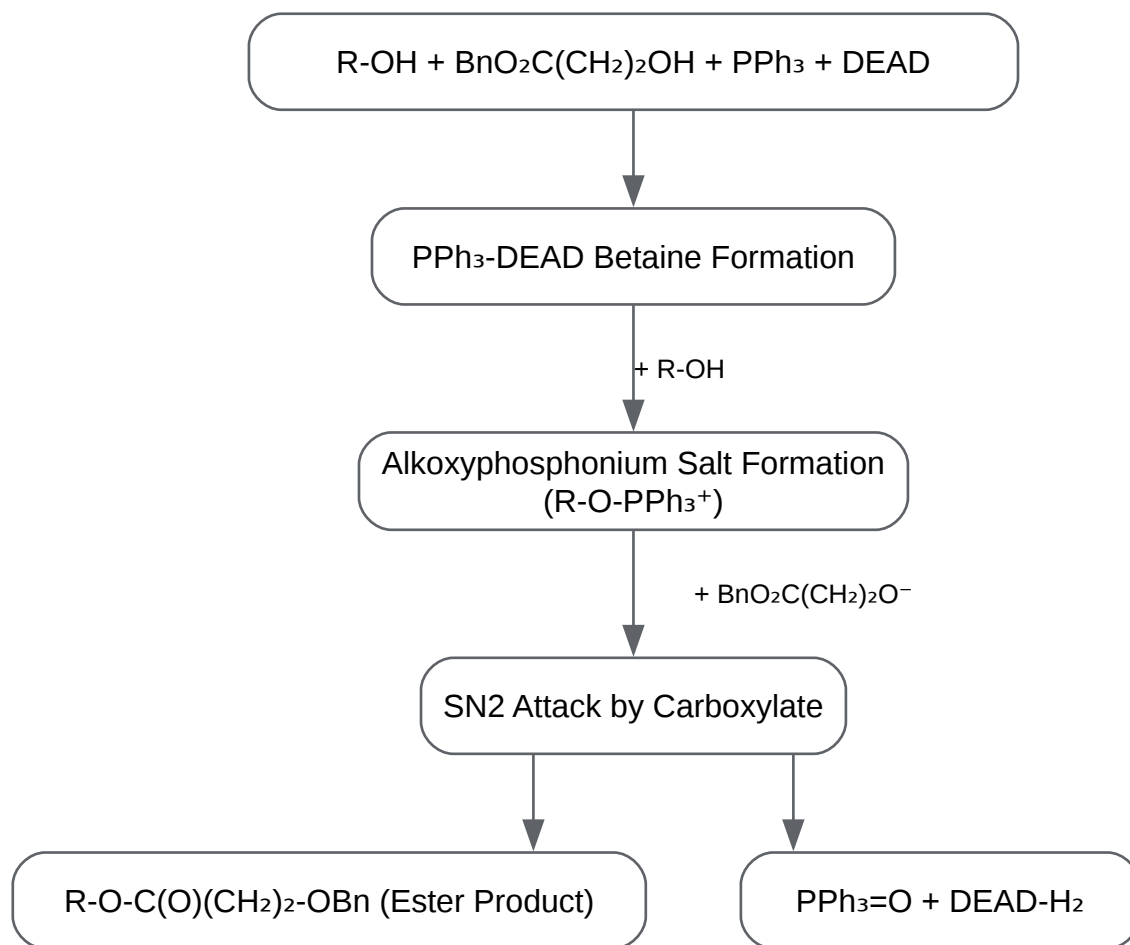 R-OH + BnO₂C(CH₂)₂OH + PPh₃ + DEAD
PPh₃-DEAD Betaine Formation
+ R-OH
Alkoxyphosphonium Salt Formation
(R-O-PPh₃⁺)
+ BnO₂C(CH₂)₂O⁻
SN2 Attack by Carboxylate
R-O-C(O)(CH₂)₂-OBn (Ester Product)
PPh₃=O + DEAD-H₂